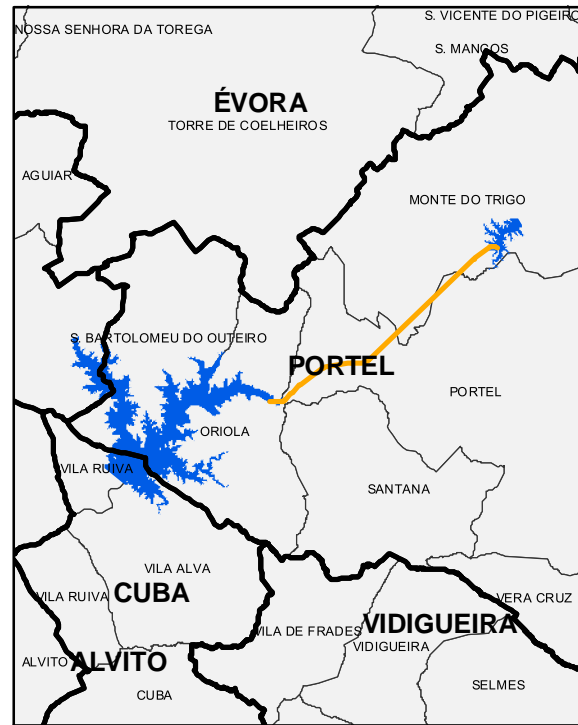 S. VICENTE DO PIGEIRO
NOSSA SENHORA DA TOREGA
S. MANÇOS
ÉVORA
TORRE DE COELHEIROS
AGUIAR
MONTE DO TRIGO
S. BARTOLOMEU DO OUTEIRO
PORTEL
PORTEL
ORIOLA
VILA RUIVA
SANTANA
VILA ALVA
CUBA
VILA RUIVA
VERA CRUZ
VIDIGUEIRA
VILA DE FRADES
VIDIGUEIRA
ALVITO
ALVITO
SELMES
CUBA